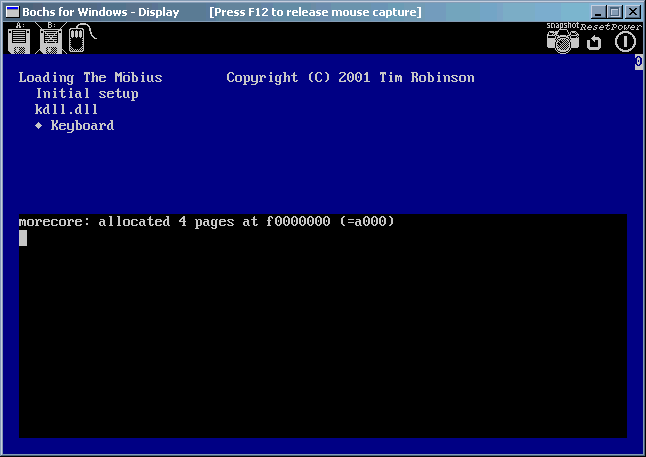 Bochs for Windows - Display [Press F12 to release mouse capture]
A: B: snapshot Reset Power
0
Loading The Möbius Copyright (C) 2001 Tim Robinson
Initial setup
kdll.dll
◆ Keyboard
morecore: allocated 4 pages at f0000000 (=a000)